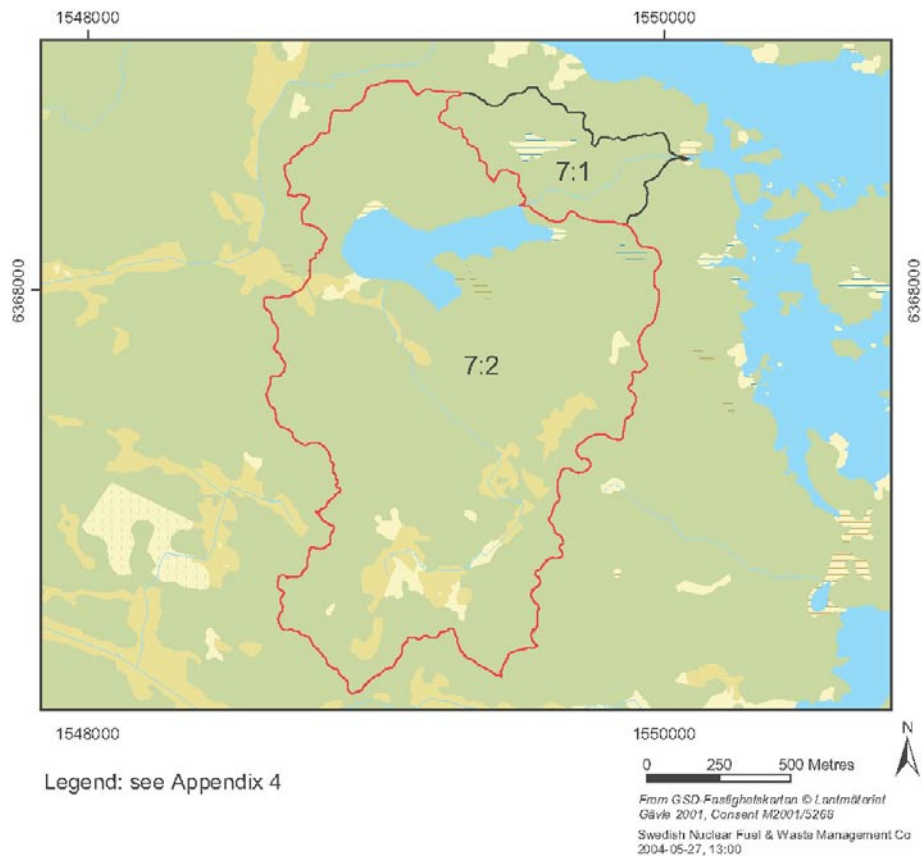 1548000 1550000
7:1
6368000 6368000
7:2
1548000 1550000
N
Legend: see Appendix 4
0 250 500 Metres
From GSD-Fastighetskartan © Lantmäteriet
Gävle 2001, Consent M2001/5268
Swedish Nuclear Fuel & Waste Management Co
2004-05-27, 13:00